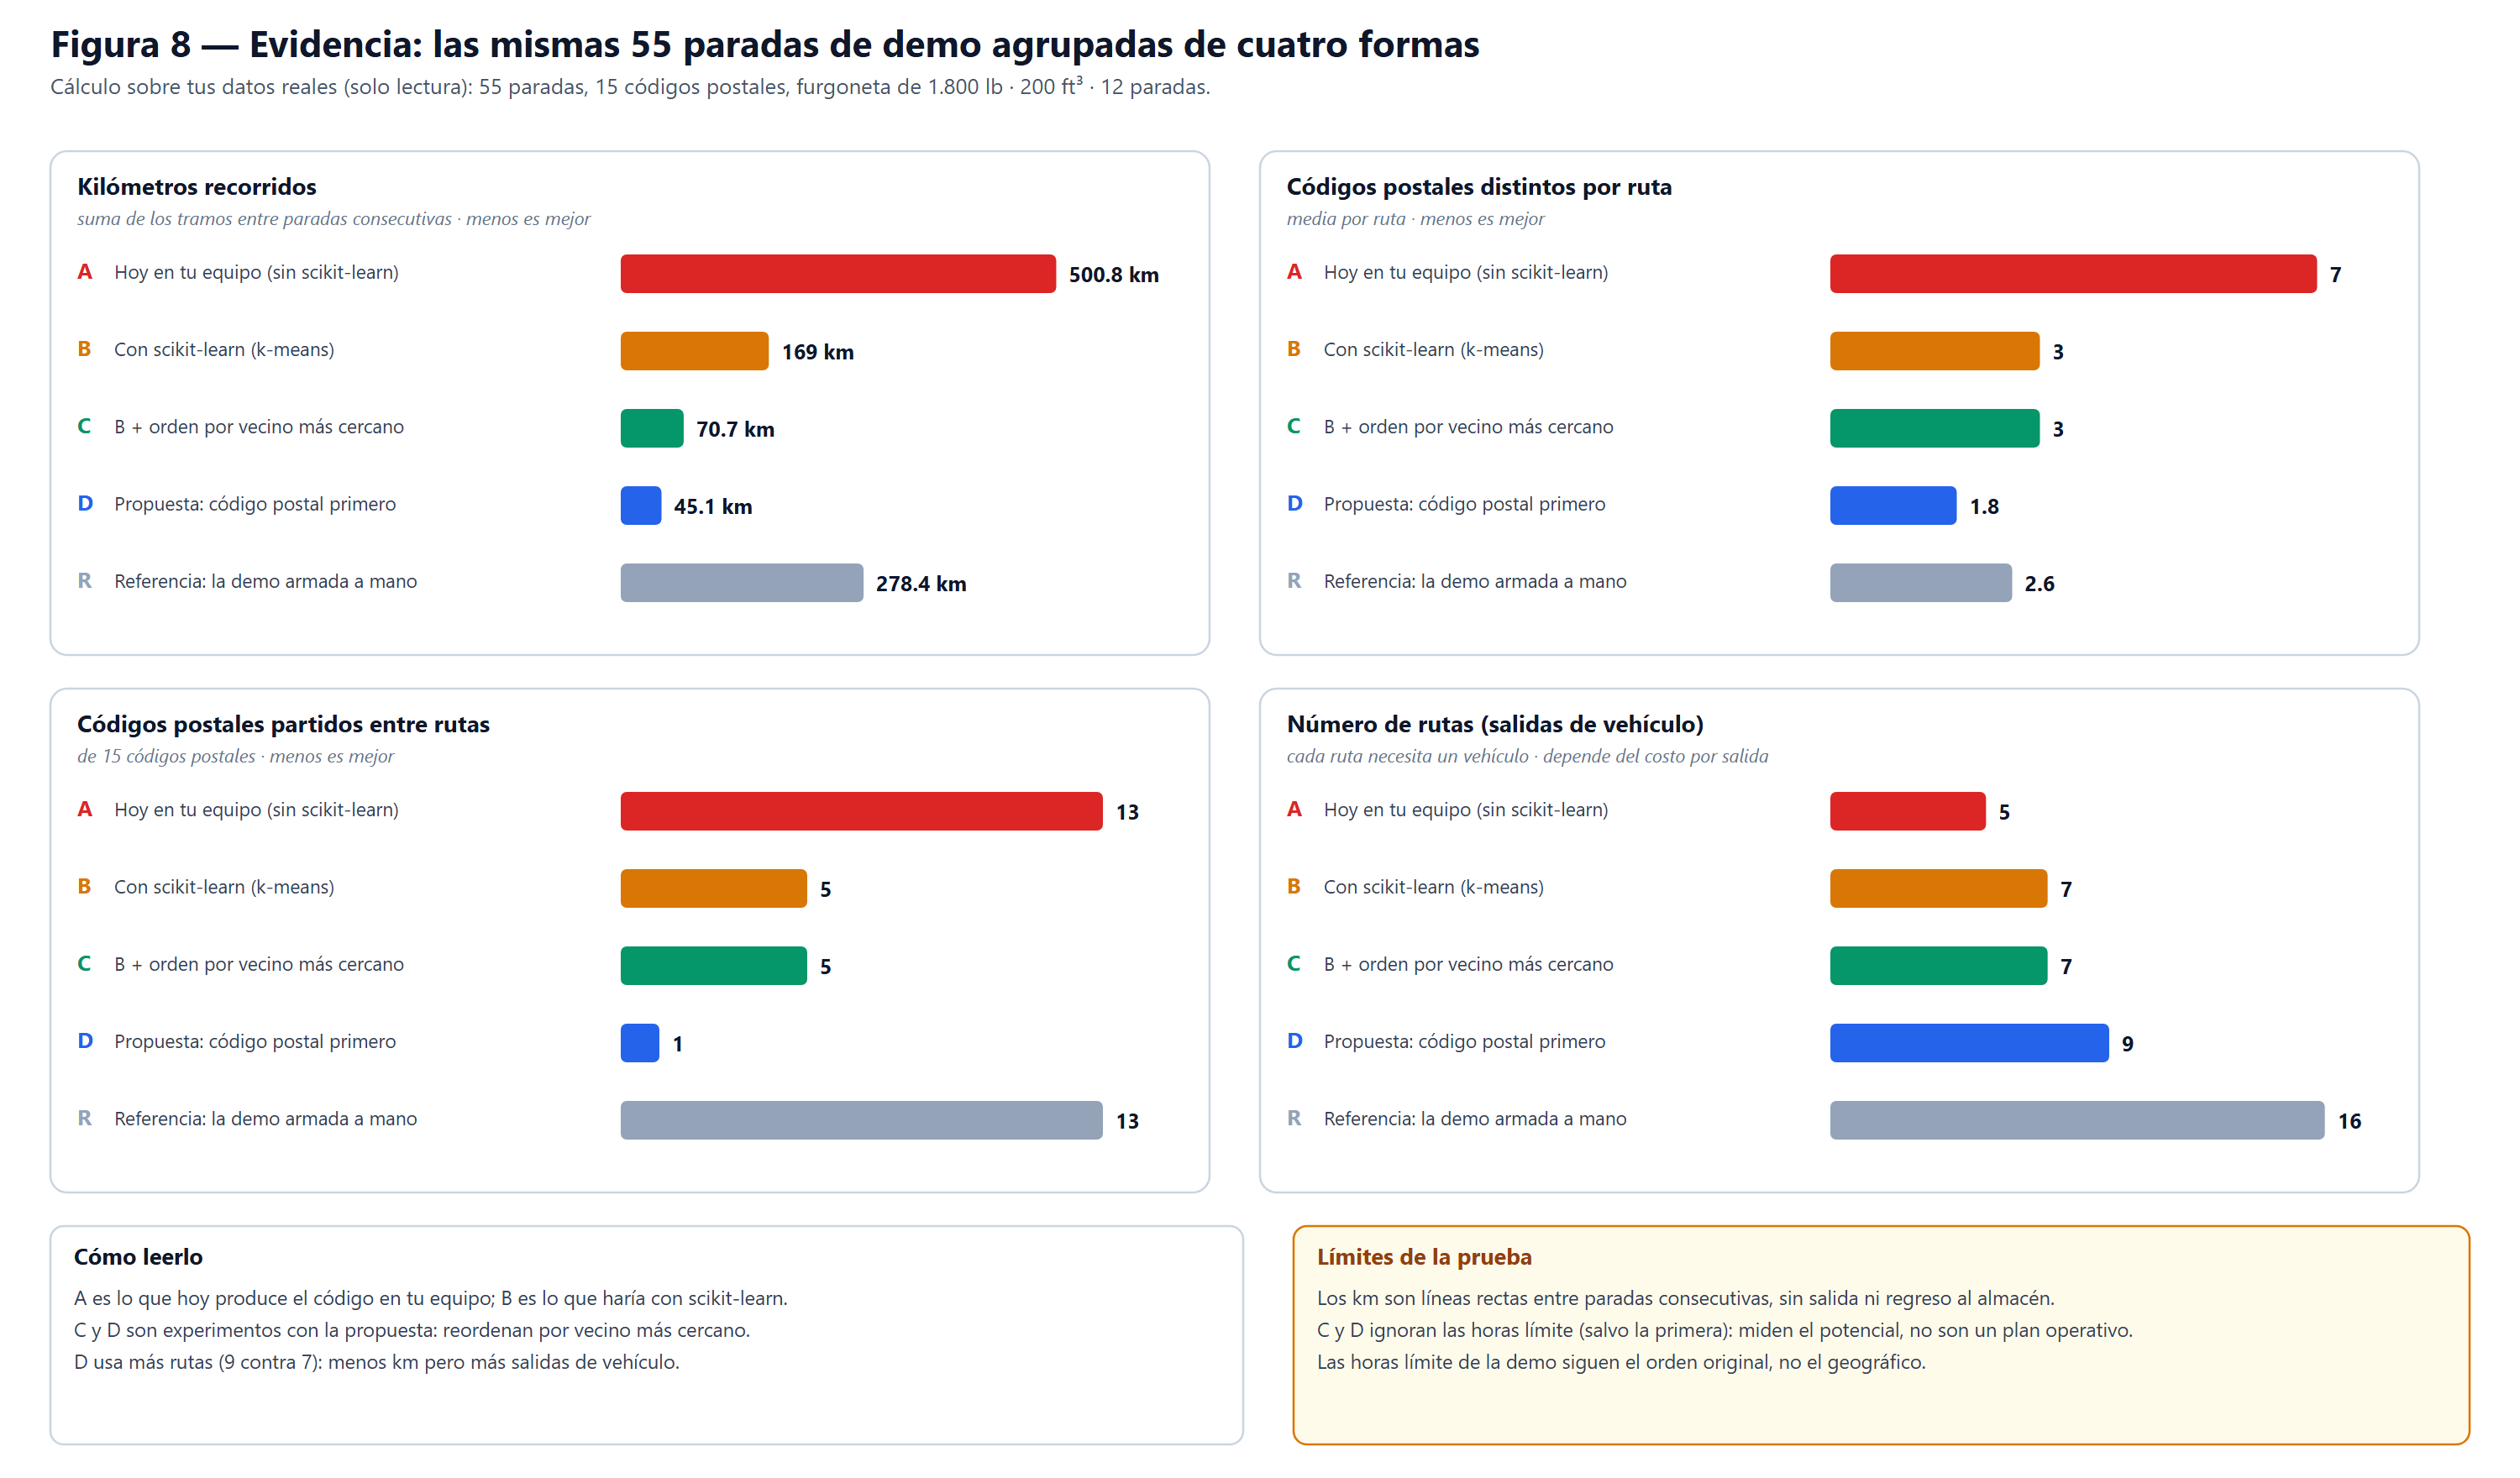 Figura 8 — Evidencia: las mismas 55 paradas de demo agrupadas de cuatro formas
Cálculo sobre tus datos reales (solo lectura): 55 paradas, 15 códigos postales, furgoneta de 1.800 lb · 200 ft³ · 12 paradas.
Kilómetros recorridos
suma de los tramos entre paradas consecutivas · menos es mejor
A Hoy en tu equipo (sin scikit-learn) 500.8 km
B Con scikit-learn (k-means) 169 km
C B + orden por vecino más cercano 70.7 km
D Propuesta: código postal primero 45.1 km
R Referencia: la demo armada a mano 278.4 km
Códigos postales distintos por ruta
media por ruta · menos es mejor
A Hoy en tu equipo (sin scikit-learn) 7
B Con scikit-learn (k-means) 3
C B + orden por vecino más cercano 3
D Propuesta: código postal primero 1.8
R Referencia: la demo armada a mano 2.6
Códigos postales partidos entre rutas
de 15 códigos postales · menos es mejor
A Hoy en tu equipo (sin scikit-learn) 13
B Con scikit-learn (k-means) 5
C B + orden por vecino más cercano 5
D Propuesta: código postal primero 1
R Referencia: la demo armada a mano 13
Número de rutas (salidas de vehículo)
cada ruta necesita un vehículo · depende del costo por salida
A Hoy en tu equipo (sin scikit-learn) 5
B Con scikit-learn (k-means) 7
C B + orden por vecino más cercano 7
D Propuesta: código postal primero 9
R Referencia: la demo armada a mano 16
Cómo leerlo
A es lo que hoy produce el código en tu equipo; B es lo que haría con scikit-learn.
C y D son experimentos con la propuesta: reordenan por vecino más cercano.
D usa más rutas (9 contra 7): menos km pero más salidas de vehículo.
Límites de la prueba
Los km son líneas rectas entre paradas consecutivas, sin salida ni regreso al almacén.
C y D ignoran las horas límite (salvo la primera): miden el potencial, no son un plan operativo.
Las horas límite de la demo siguen el orden original, no el geográfico.